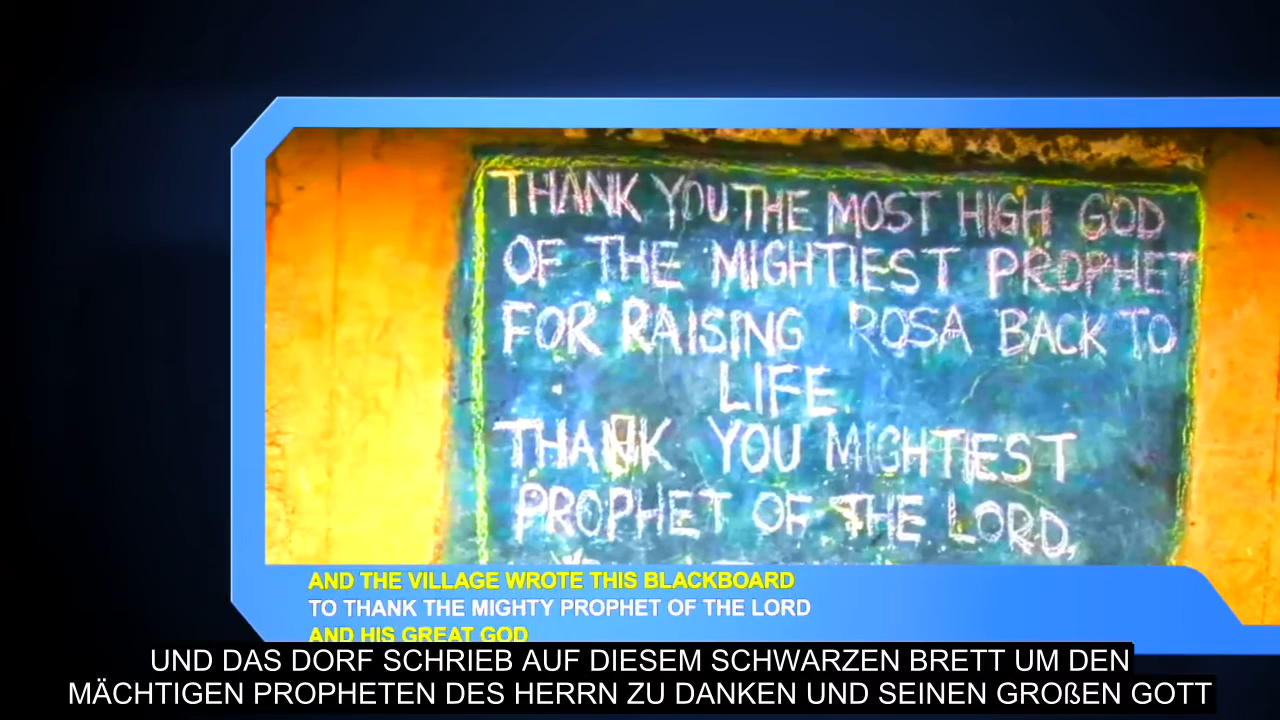 THANK YOU THE MOST HIGH GOD
OF THE MIGHTIEST PROPHET
FOR RAISING ROSA BACK TO
LIFE.
THANK YOU MIGHTIEST
PROPHET OF THE LORD,
AND THE VILLAGE WROTE THIS BLACKBOARD
TO THANK THE MIGHTY PROPHET OF THE LORD
AND HIS GREAT GOD
UND DAS DORF SCHRIEB AUF DIESEM SCHWARZEN BRETT UM DEN
MÄCHTIGEN PROPHETEN DES HERRN ZU DANKEN UND SEINEN GROßEN GOTT